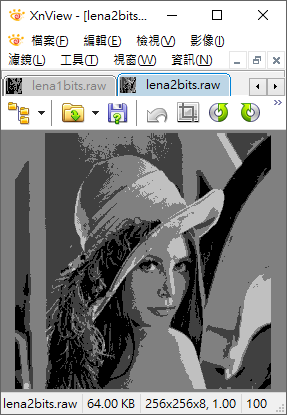 XnView - [lena2bits...
檔案(F) 編輯(E) 檢視(V) 影像(I)
濾鏡(L) 工具(T) 視窗(W) 資訊(N)
lena1bits.raw lena2bits.raw
lena2bits.raw 64.00 KB 256x256x8, 1.00 100